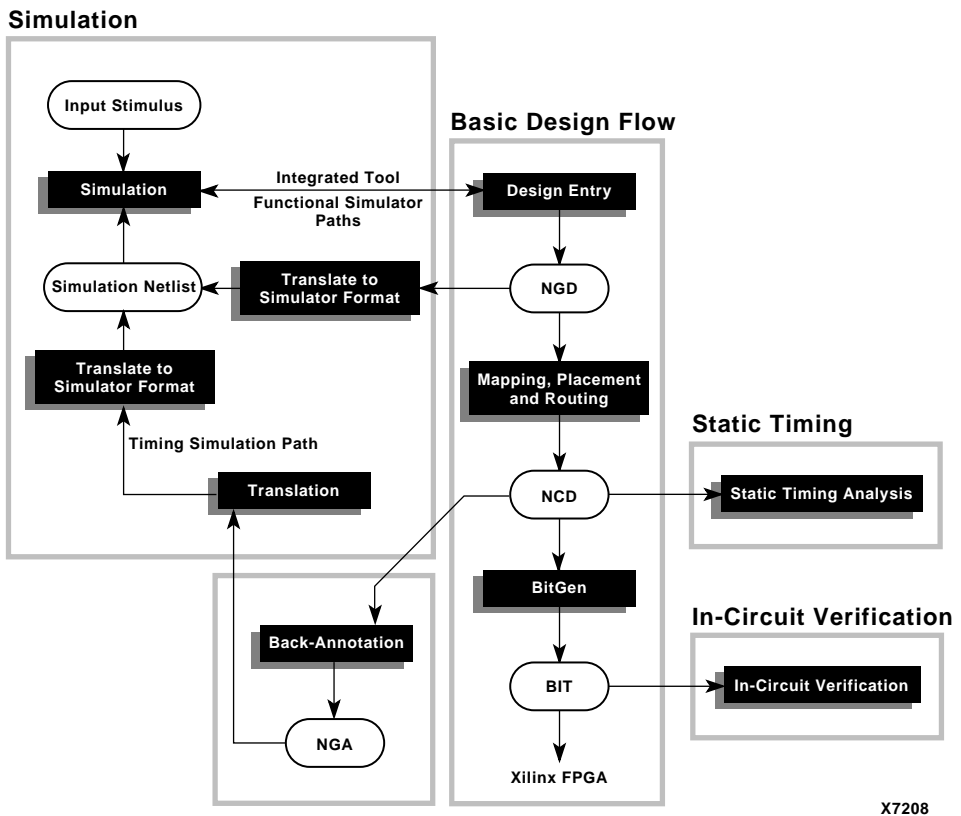 Simulation
Input Stimulus
Simulation
Integrated Tool
Functional Simulator
Paths
Simulation Netlist
Translate to
Simulator Format
Translate to
Simulator Format
Timing Simulation Path
Translation
Back-Annotation
NGA
Basic Design Flow
Design Entry
NGD
Mapping, Placement
and Routing
NCD
BitGen
BIT
Xilinx FPGA
Static Timing
Static Timing Analysis
In-Circuit Verification
In-Circuit Verification
X7208